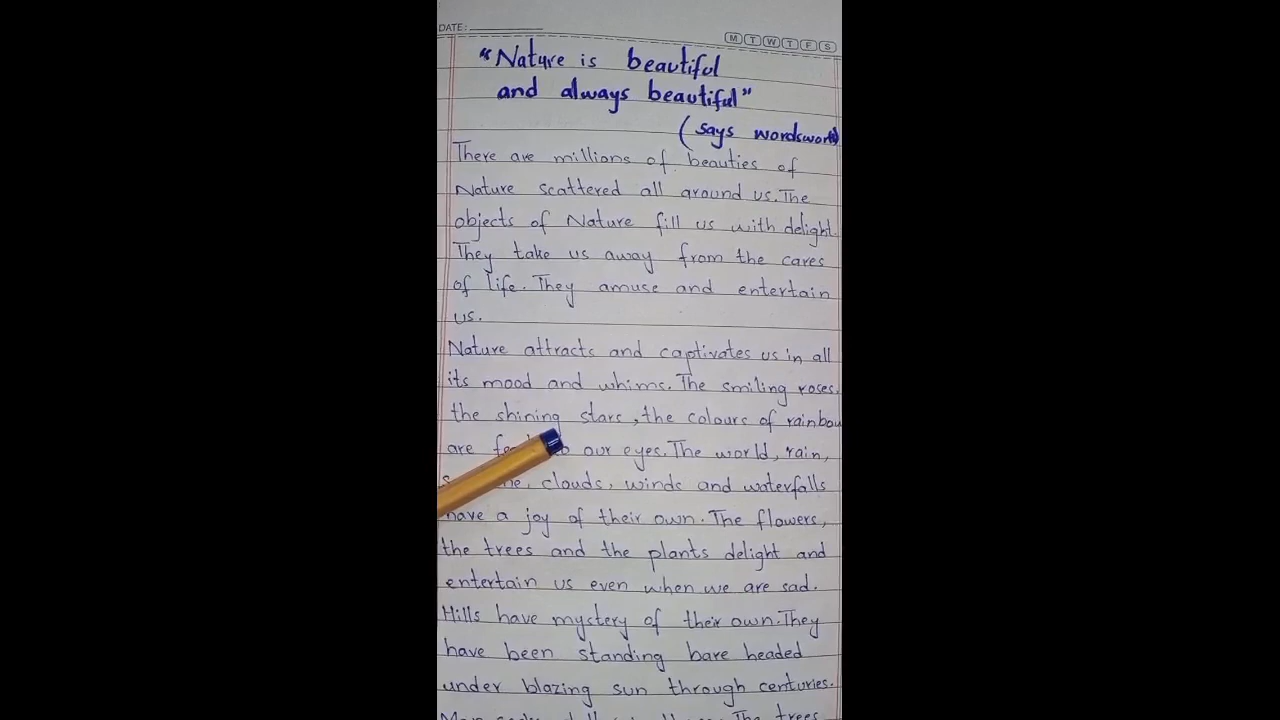 DATE:
M T W T F S
"Nature is beautiful
and always beautiful"
(says wordsworth)
There are millions of beauties of
Nature scattered all around us. The
objects of Nature fill us with delight.
They take us away from the cares
of life. They amuse and entertain
us.
Nature attracts and captivates us in all
its mood and whims. The smiling roses,
the shining stars, the colours of rainbow
are our eyes. The world, rain,
clouds, winds and waterfalls
have a joy of their own. The flowers,
the trees and the plants delight and
entertain us even when we are sad.
Hills have mystery of their own. They
have been standing bare headed
under blazing sun through centuries.
The trees